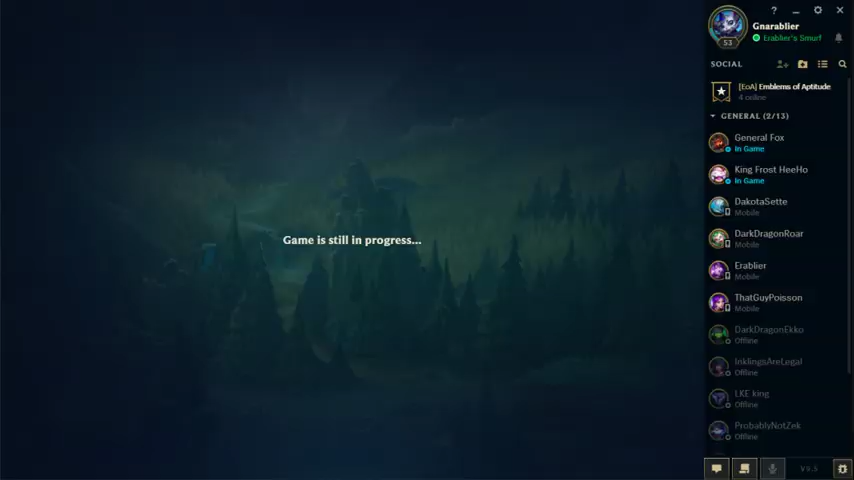 ?
Gnarablier
53
Erablier's Smurf
SOCIAL
[EoA] Emblems of Aptitude
4 online
GENERAL (2/13)
General Fox
In Game
King Frost HeeHo
In Game
DakotaSette
Mobile
DarkDragonRoar
Mobile
Game is still in progress...
Erablier
Mobile
ThatGuyPoisson
Mobile
DarkDragonEkko
Offline
InklingsAreLegal
Offline
LKE king
Offline
ProbablyNotZek
Offline
V9.5